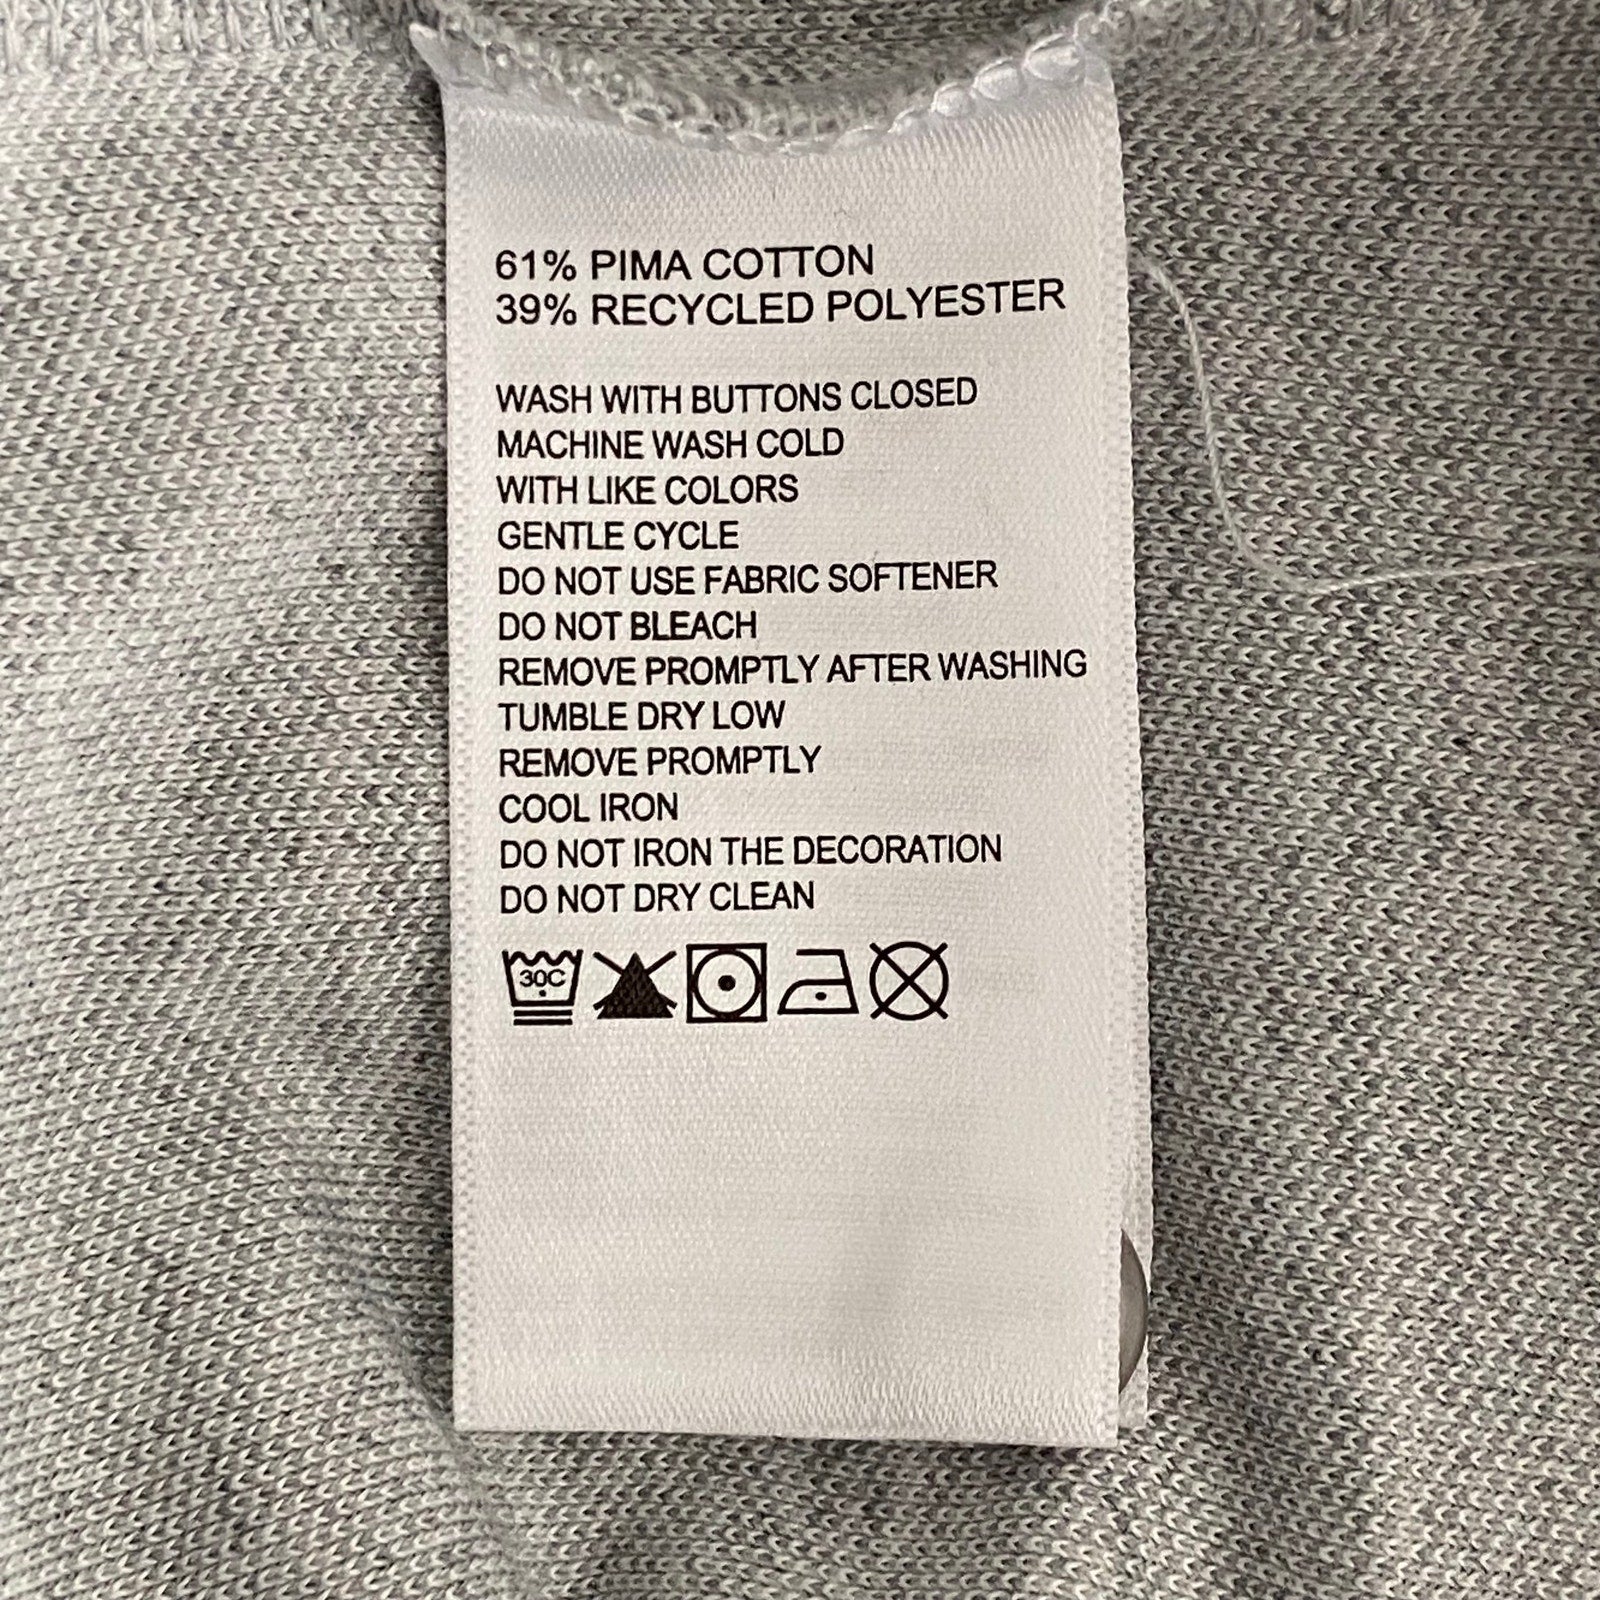 61% PIMA COTTON
39% RECYCLED POLYESTER
WASH WITH BUTTONS CLOSED
MACHINE WASH COLD
WITH LIKE COLORS
GENTLE CYCLE
DO NOT USE FABRIC SOFTENER
DO NOT BLEACH
REMOVE PROMPTLY AFTER WASHING
TUMBLE DRY LOW
REMOVE PROMPTLY
COOL IRON
DO NOT IRON THE DECORATION
DO NOT DRY CLEAN
30C